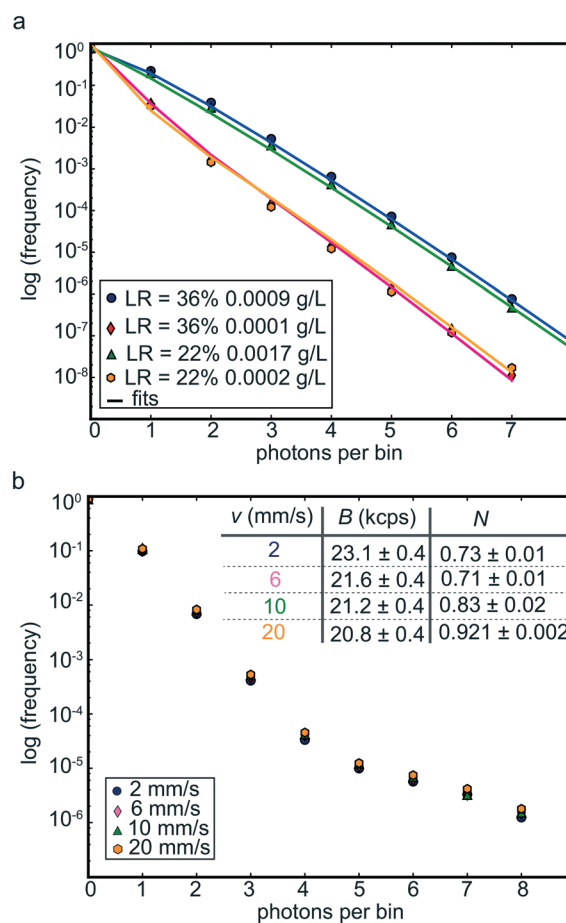 a
log (frequency)
10^0
10^-1
10^-2
10^-3
10^-4
10^-5
10^-6
10^-7
10^-8
LR = 36% 0.0009 g/L
LR = 36% 0.0001 g/L
LR = 22% 0.0017 g/L
LR = 22% 0.0002 g/L
fits
0 1 2 3 4 5 6 7
photons per bin
b
log (frequency)
10^0
10^-1
10^-2
10^-3
10^-4
10^-5
10^-6
v (mm/s) B (kcps) N
2 23.1 ± 0.4 0.73 ± 0.01
6 21.6 ± 0.4 0.71 ± 0.01
10 21.2 ± 0.4 0.83 ± 0.02
20 20.8 ± 0.4 0.921 ± 0.002
2 mm/s
6 mm/s
10 mm/s
20 mm/s
0 1 2 3 4 5 6 7 8
photons per bin